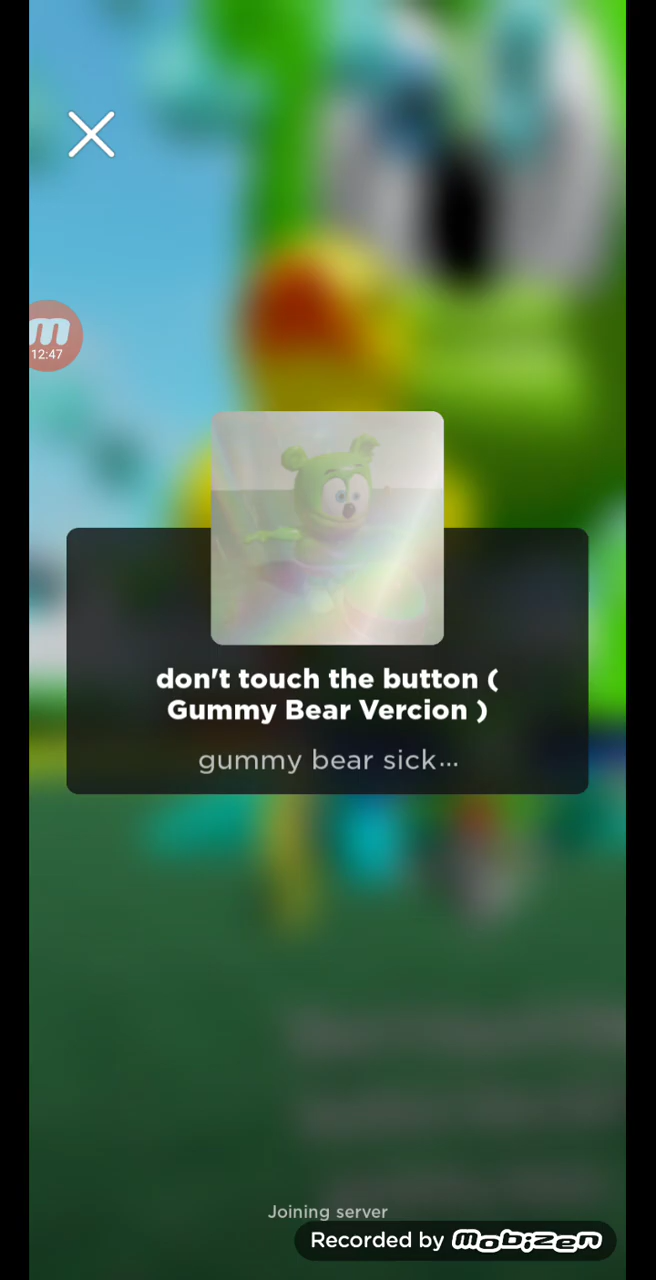 m
12:47
don't touch the button (
Gummy Bear Vercion )
gummy bear sick...
Joining server
Recorded by mobizen